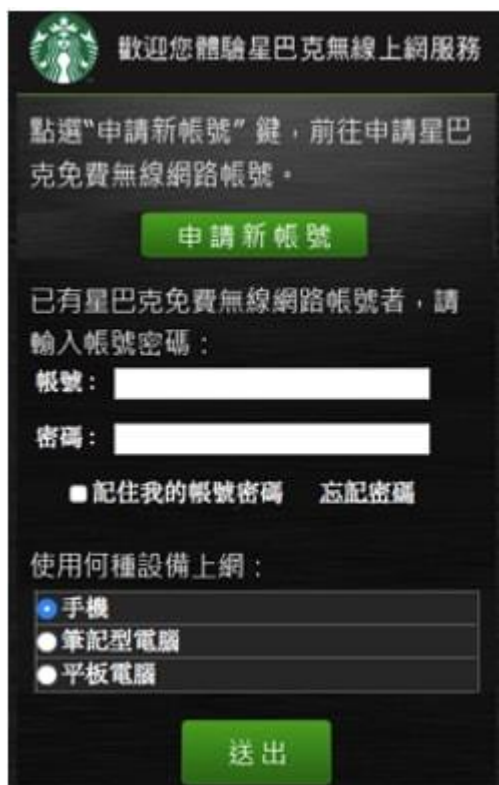 歡迎您體驗星巴克無線上網服務
點選“申請新帳號” 鍵，前往申請星巴
克免費無線網路帳號。
申請新帳號
已有星巴克免費無線網路帳號者，請
輸入帳號密碼：
帳號：
密碼：
記住我的帳號密碼 忘記密碼
使用何種設備上網：
手機
筆記型電腦
平板電腦
送出